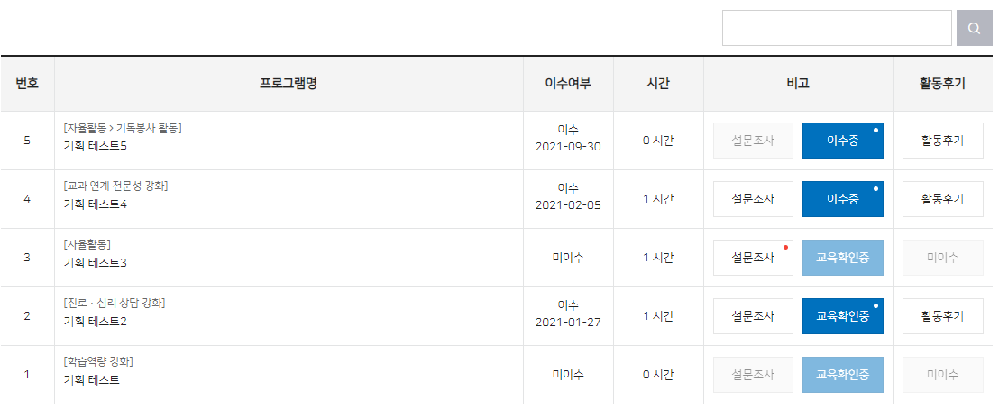 번호 프로그램명 이수여부 시간 비고 활동후기
5 [자율활동 > 기독봉사 활동] 기획 테스트5 이수 2021-09-30 0 시간 설문조사 이수증 활동후기
4 [교과 연계 전문성 강화] 기획 테스트4 이수 2021-02-05 1 시간 설문조사 이수증 활동후기
3 [자율활동] 기획 테스트3 미이수 1 시간 설문조사 교육확인증 미이수
2 [진로 · 심리 상담 강화] 기획 테스트2 이수 2021-01-27 1 시간 설문조사 교육확인증 활동후기
1 [학습역량 강화] 기획 테스트 미이수 0 시간 설문조사 교육확인증 미이수